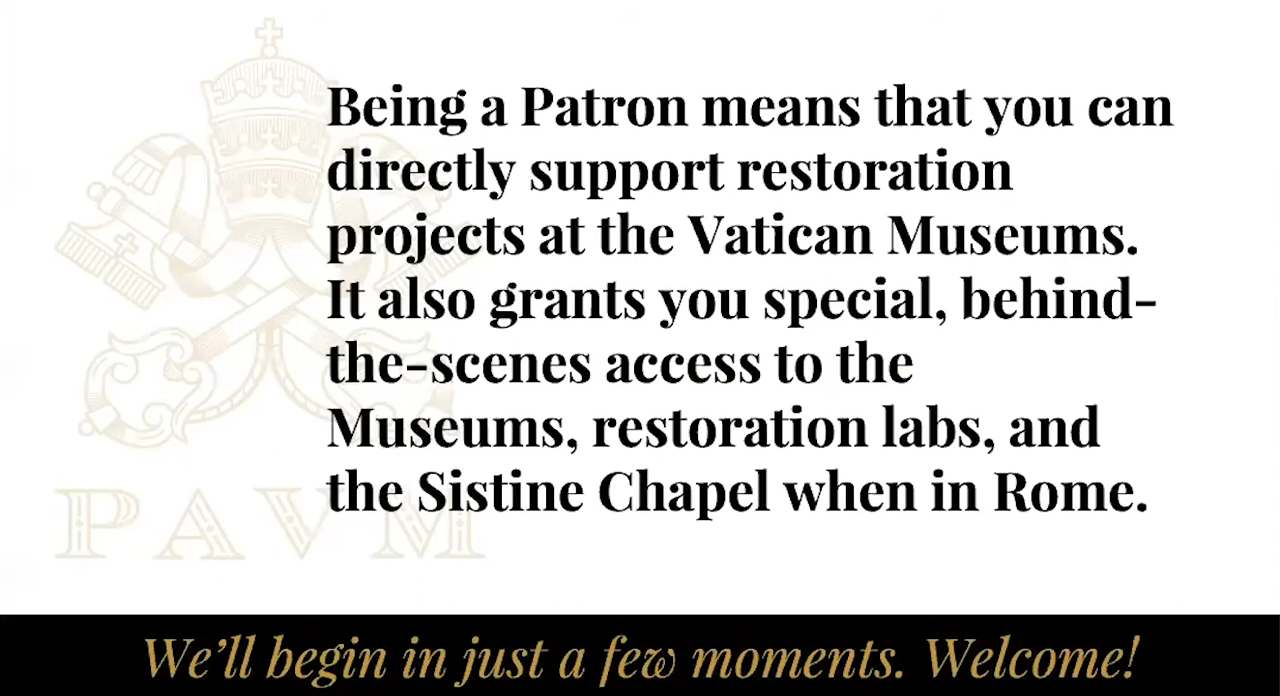 Being a Patron means that you can
directly support restoration
projects at the Vatican Museums.
It also grants you special, behind-
the-scenes access to the
Museums, restoration labs, and
the Sistine Chapel when in Rome.
PAVM
We'll begin in just a few moments. Welcome!